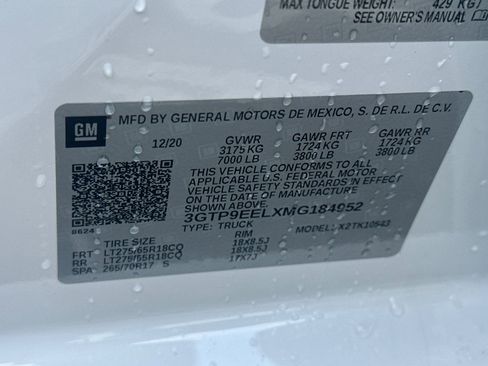 MAX TONGUE WEIGHT: 429 KG
SEE OWNER'S MANUAL
MFD BY GENERAL MOTORS DE MEXICO, S. DE R.L. DE C.V.
GM
12/20 GVWR GAWR FRT GAWR RR
3175 KG 1724 KG 1724 KG
7000 LB 3800 LB 3800 LB
THIS VEHICLE CONFORMS TO ALL
APPLICABLE U.S. FEDERAL MOTOR
VEHICLE SAFETY STANDARDS IN EFFECT
ON THE DATE OF MANUFACTURE
SHOWN ABOVE.
3GTP9EELXMG184952
8624 TYPE: TRUCK MODEL: X2TK10543
TIRE SIZE RIM
FRT LT275/65R18CQ 18X8.5J
RR LT275/65R18CQ 18X8.5J
SPA 265/70R17 S 17X7J